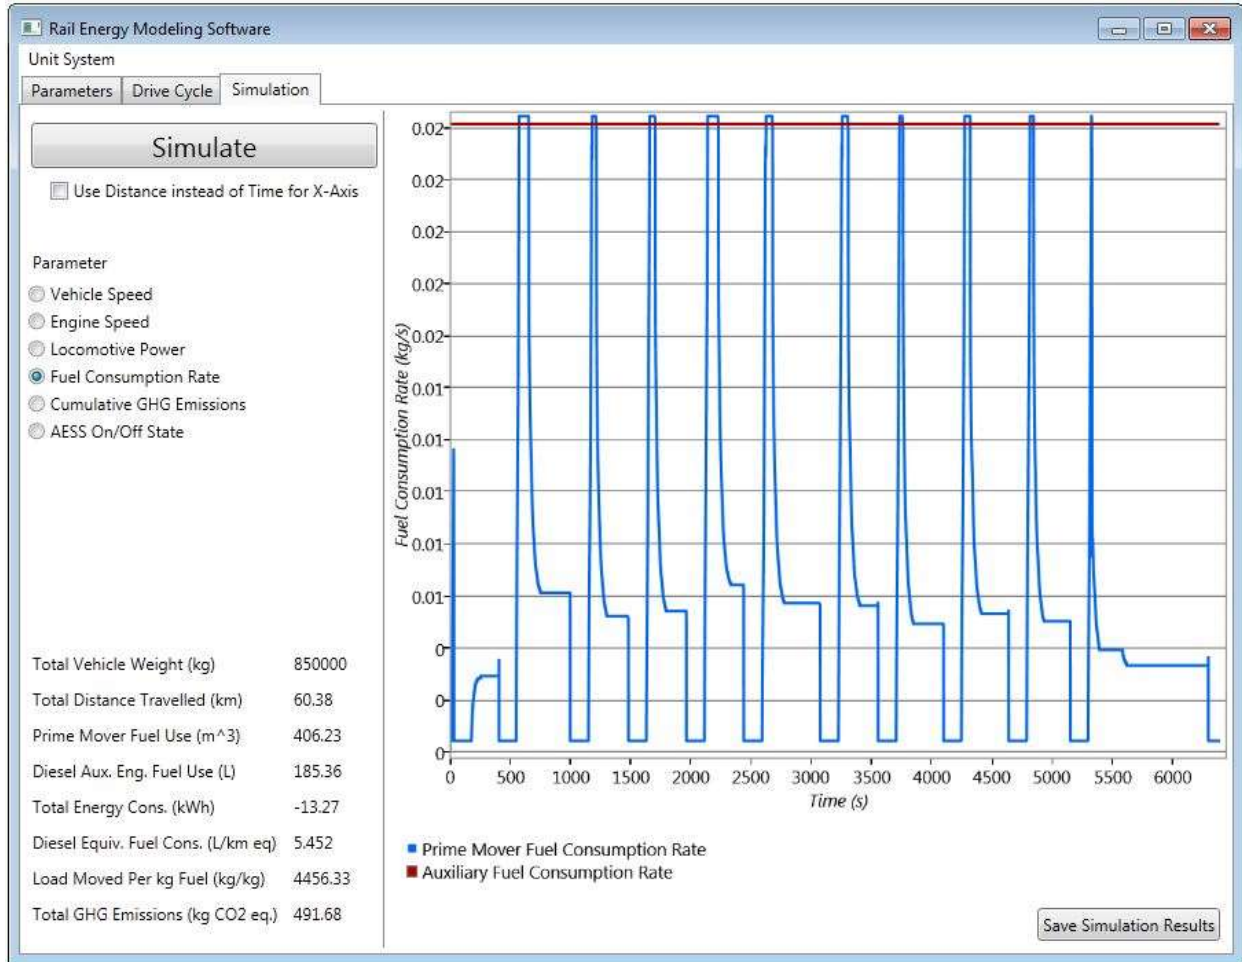 Rail Energy Modeling Software
Unit System
Parameters Drive Cycle Simulation
Simulate
Use Distance instead of Time for X-Axis
Parameter
Vehicle Speed
Engine Speed
Locomotive Power
Fuel Consumption Rate
Cumulative GHG Emissions
AESS On/Off State
Total Vehicle Weight (kg) 850000
Total Distance Travelled (km) 60.38
Prime Mover Fuel Use (m^3) 406.23
Diesel Aux. Eng. Fuel Use (L) 185.36
Total Energy Cons. (kWh) -13.27
Diesel Equiv. Fuel Cons. (L/km eq) 5.452
Load Moved Per kg Fuel (kg/kg) 4456.33
Total GHG Emissions (kg CO2 eq.) 491.68
Fuel Consumption Rate (kg/s)
0.02
0.02
0.02
0.02
0.02
0.01
0.01
0.01
0.01
0.01
0
0
0
0 500 1000 1500 2000 2500 3000 3500 4000 4500 5000 5500 6000
Time (s)
Prime Mover Fuel Consumption Rate
Auxiliary Fuel Consumption Rate
Save Simulation Results